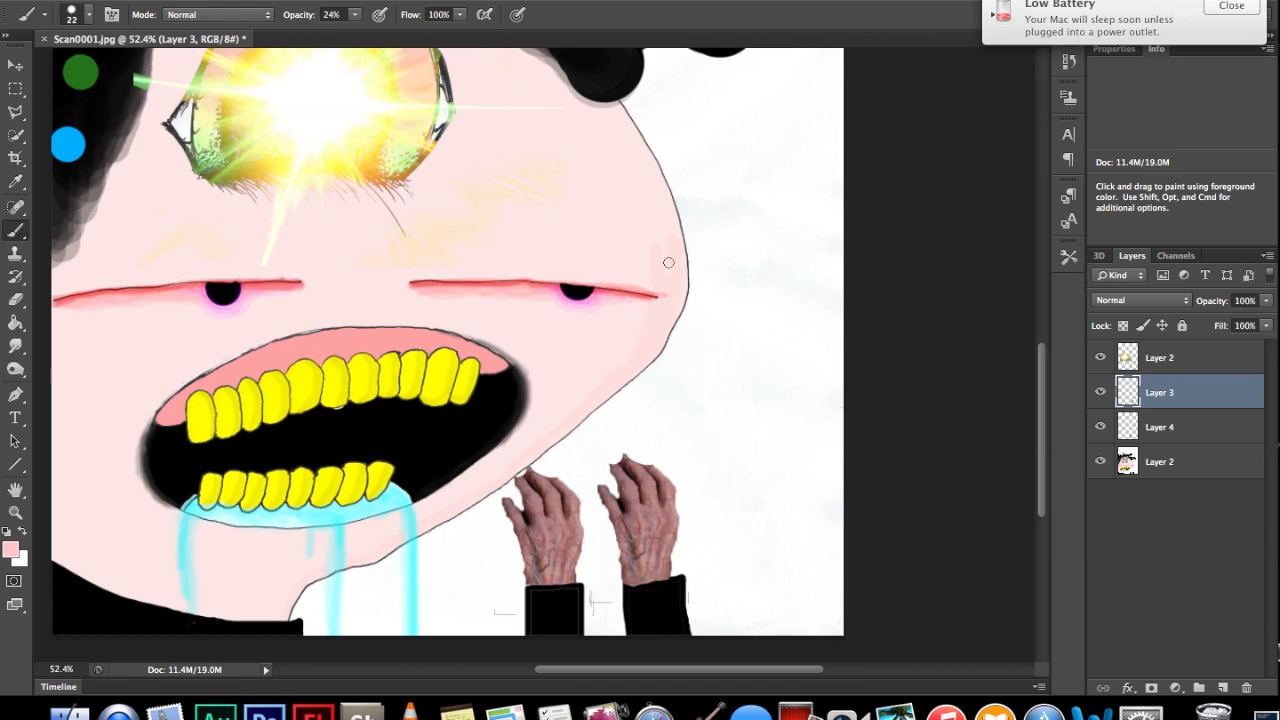 22 Mode: Normal Opacity: 24% Flow: 100%
Low Battery
Your Mac will sleep soon unless
plugged into a power outlet.
Close
× Scan0001.jpg @ 52.4% (Layer 3, RGB/8#) *
Properties Info
Doc: 11.4M/19.0M
Click and drag to paint using foreground
color. Use Shift, Opt, and Cmd for
additional options.
3D Layers Channels
Kind
Normal Opacity: 100%
Lock: Fill: 100%
Layer 2
Layer 3
Layer 4
Layer 2
fx
52.4% Doc: 11.4M/19.0M
Timeline